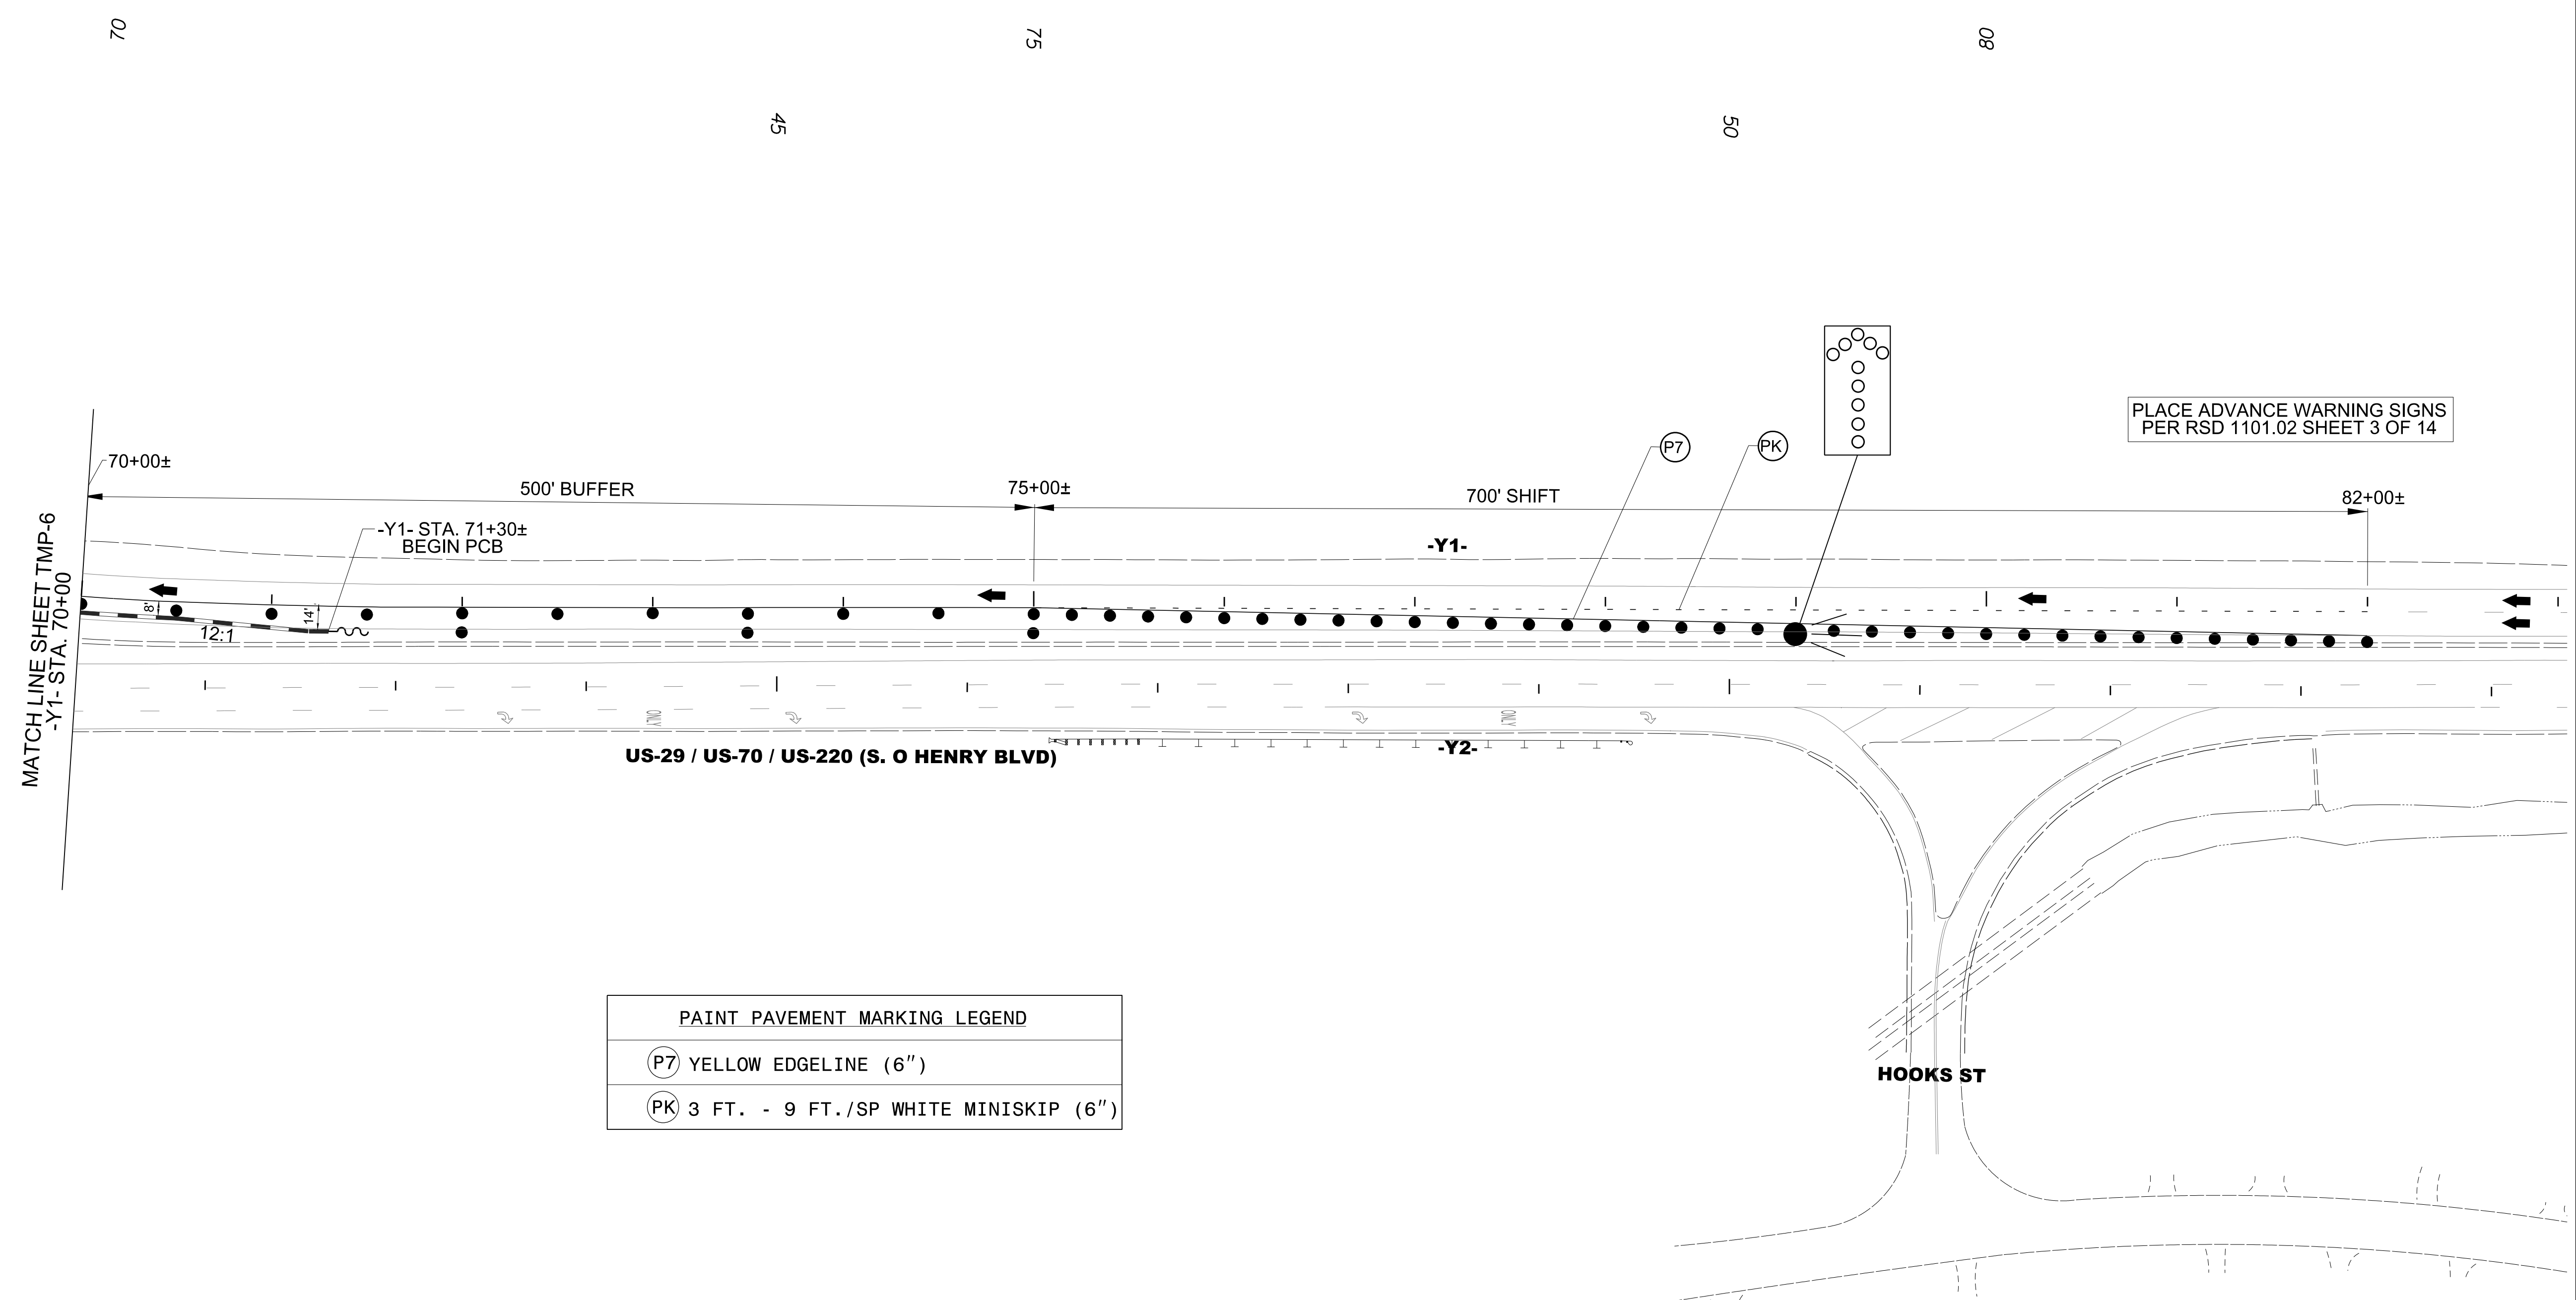 70
75
80
45
50
PLACE ADVANCE WARNING SIGNS
PER RSD 1101.02 SHEET 3 OF 14
P7
PK
70+00±
500' BUFFER
75+00±
700' SHIFT
82+00±
-Y1- STA. 71+30±
BEGIN PCB
-Y1-
MATCH LINE SHEET TMP-6
-Y1- STA. 70+00
8'
14'
12:1
ONLY
ONLY
US-29 / US-70 / US-220 (S. O HENRY BLVD)
-Y2-
PAINT PAVEMENT MARKING LEGEND
P7 YELLOW EDGELINE (6")
PK 3 FT. - 9 FT./SP WHITE MINISKIP (6")
HOOKS ST